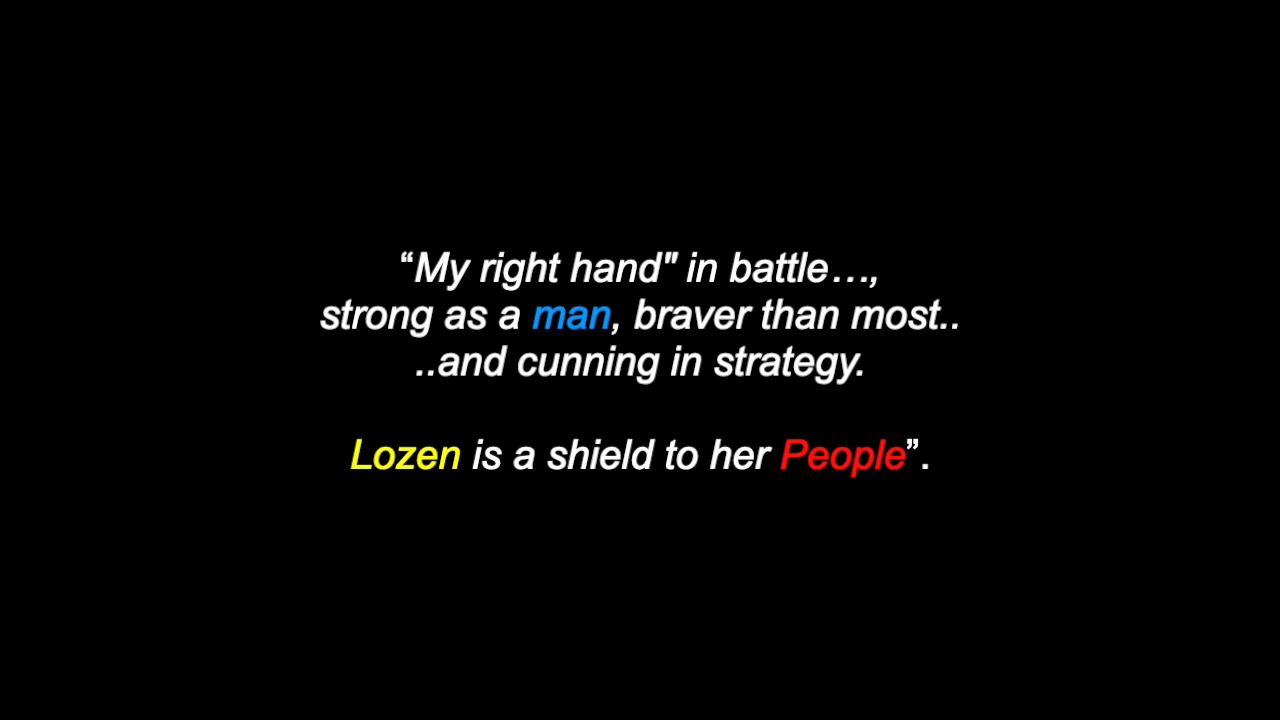 “My right hand" in battle…,
strong as a man, braver than most..
..and cunning in strategy.
Lozen is a shield to her People”.